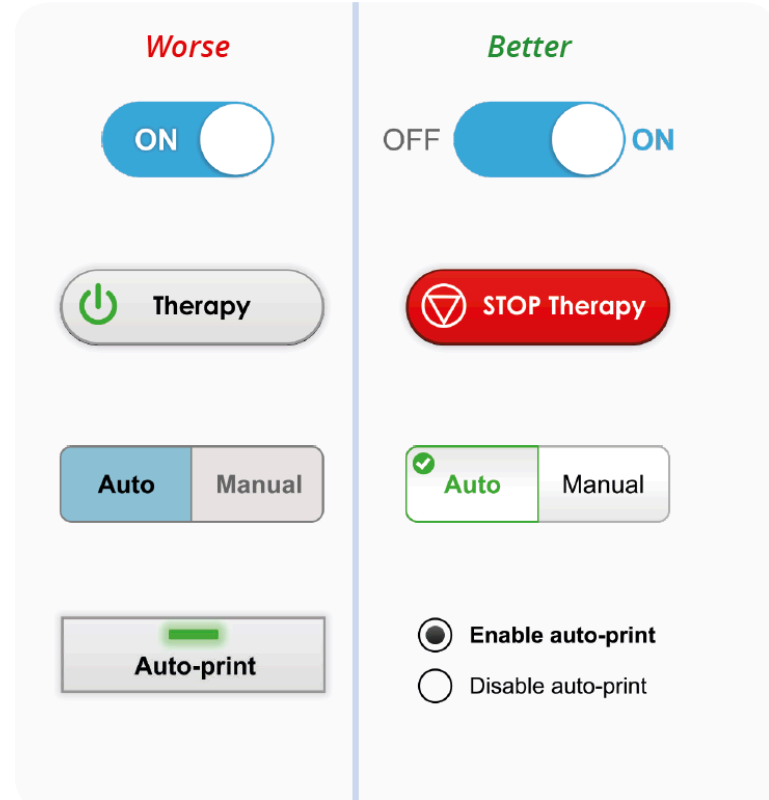 Worse
Better
ON
OFF
ON
Therapy
STOP Therapy
Auto
Manual
Auto
Manual
Auto-print
Enable auto-print
Disable auto-print